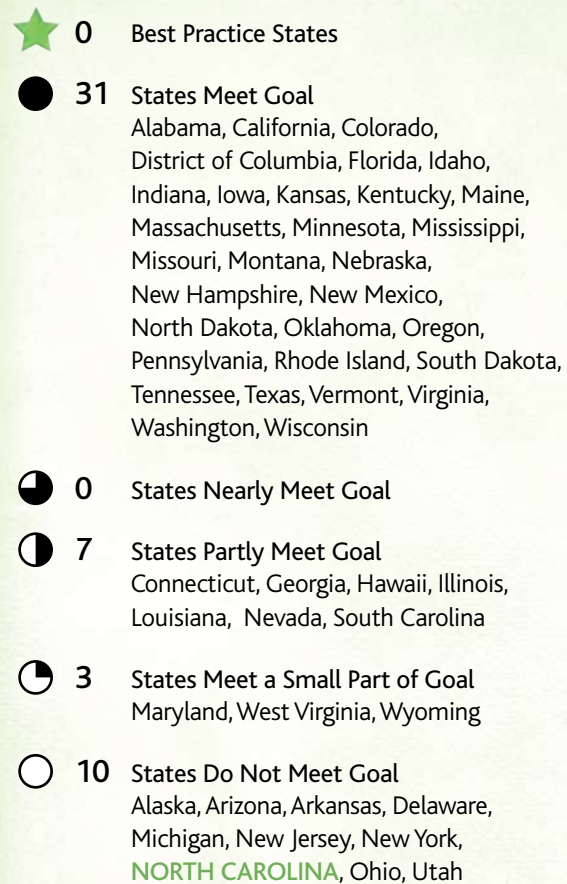 0 Best Practice States
31 States Meet Goal
Alabama, California, Colorado,
District of Columbia, Florida, Idaho,
Indiana, Iowa, Kansas, Kentucky, Maine,
Massachusetts, Minnesota, Mississippi,
Missouri, Montana, Nebraska,
New Hampshire, New Mexico,
North Dakota, Oklahoma, Oregon,
Pennsylvania, Rhode Island, South Dakota,
Tennessee, Texas, Vermont, Virginia,
Washington, Wisconsin
0 States Nearly Meet Goal
7 States Partly Meet Goal
Connecticut, Georgia, Hawaii, Illinois,
Louisiana, Nevada, South Carolina
3 States Meet a Small Part of Goal
Maryland, West Virginia, Wyoming
10 States Do Not Meet Goal
Alaska, Arizona, Arkansas, Delaware,
Michigan, New Jersey, New York,
NORTH CAROLINA, Ohio, Utah